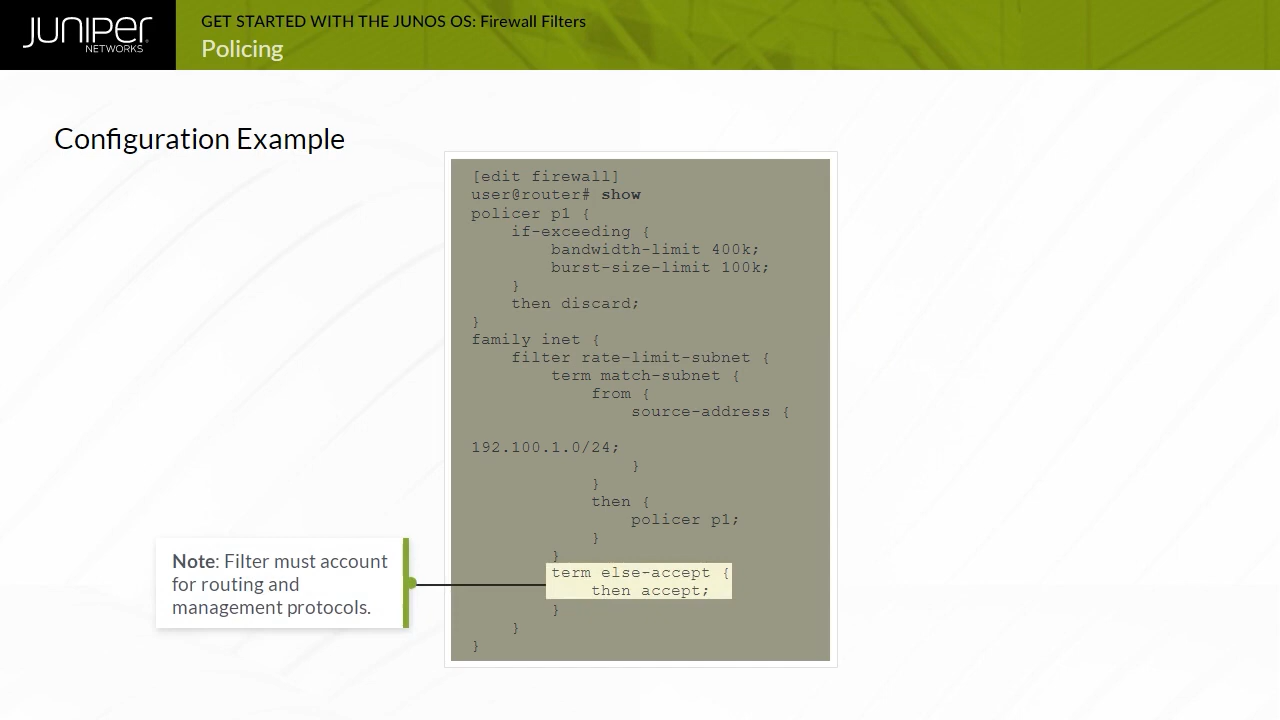 JUNIPER
NETWORKS
GET STARTED WITH THE JUNOS OS: Firewall Filters
Policing
Configuration Example
[edit firewall]
user@router# show
policer p1 {
    if-exceeding {
        bandwidth-limit 400k;
        burst-size-limit 100k;
    }
    then discard;
}
family inet {
    filter rate-limit-subnet {
        term match-subnet {
            from {
                source-address {
192.100.1.0/24;
                }
            }
            then {
                policer p1;
            }
        }
        term else-accept {
            then accept;
        }
    }
}
Note: Filter must account
for routing and
management protocols.